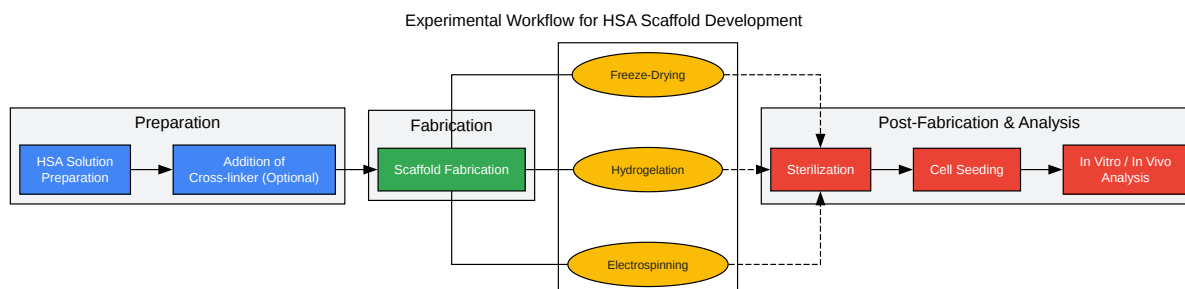 Experimental Workflow for HSA Scaffold Development
Preparation
HSA Solution
Preparation
Addition of
Cross-linker (Optional)
Fabrication
Scaffold Fabrication
Freeze-Drying
Hydrogelation
Electrospinning
Post-Fabrication & Analysis
Sterilization
Cell Seeding
In Vitro / In Vivo
Analysis